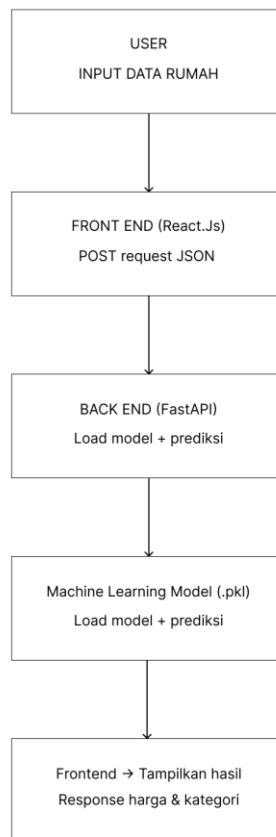 USER
INPUT DATA RUMAH
FRONT END (React.Js)
POST request JSON
BACK END (FastAPI)
Load model + prediksi
Machine Learning Model (.pkl)
Load model + prediksi
Frontend → Tampilkan hasil
Response harga & kategori